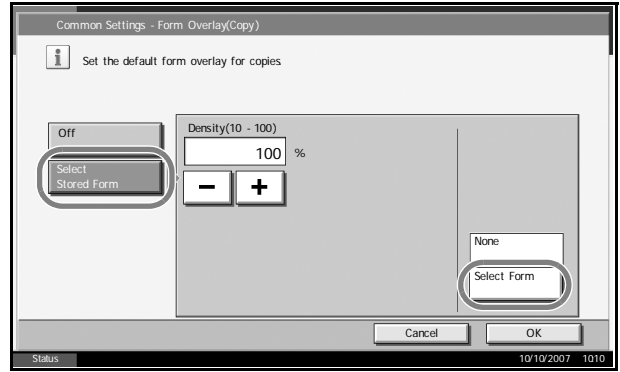 Common Settings - Form Overlay(Copy)
Set the default form overlay for copies.
Off
Density(10 - 100)
100 %
Select
Stored Form
− +
None
Select Form
Cancel OK
Status 10/10/2007 1010